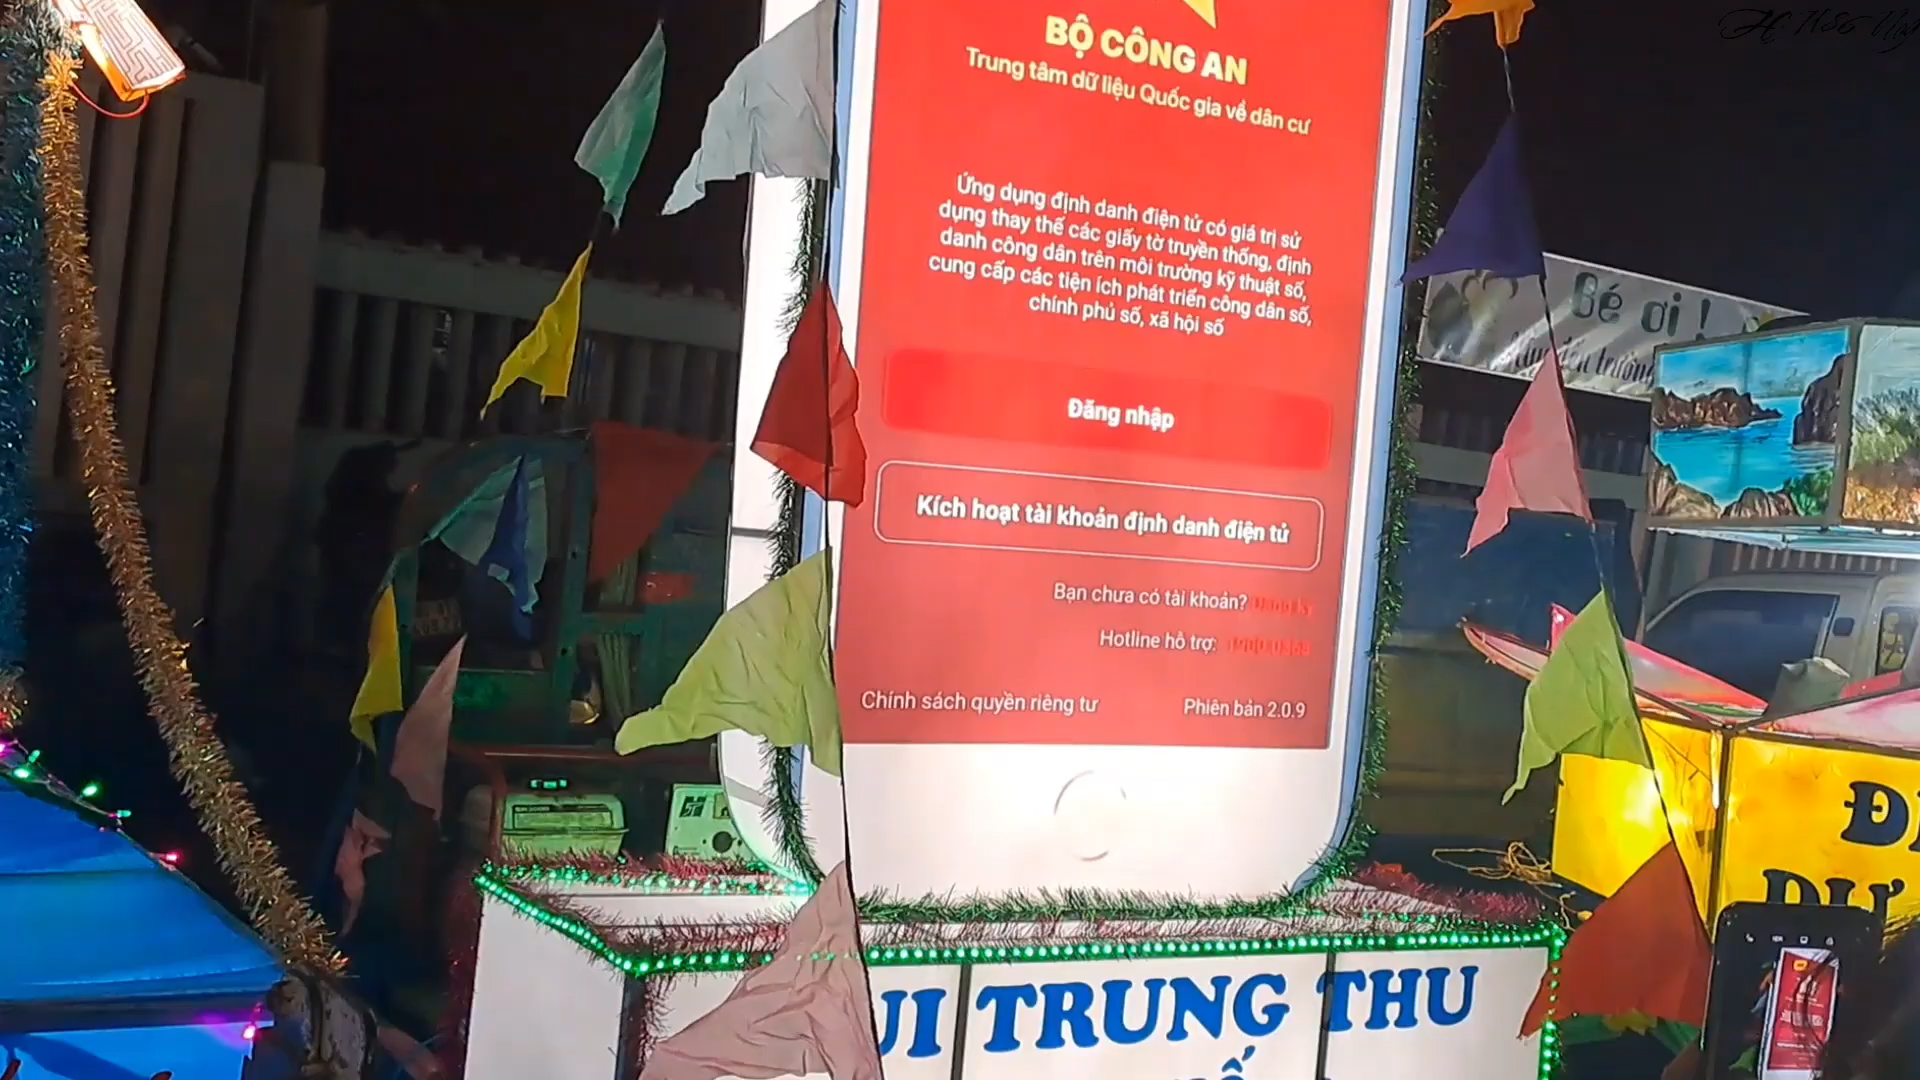 BỘ CÔNG AN
Trung tâm dữ liệu Quốc gia về dân cư
Ứng dụng định danh điện tử có giá trị sử
dụng thay thế các giấy tờ truyền thống, định
danh công dân trên môi trường kỹ thuật số,
cung cấp các tiện ích phát triển công dân số,
chính phủ số, xã hội số
Bé ơi !
Đăng nhập
Kích hoạt tài khoản định danh điện tử
Bạn chưa có tài khoản? Đăng ký
Hotline hỗ trợ:
Chính sách quyền riêng tư
Phiên bản 2.0.9
UI TRUNG THU